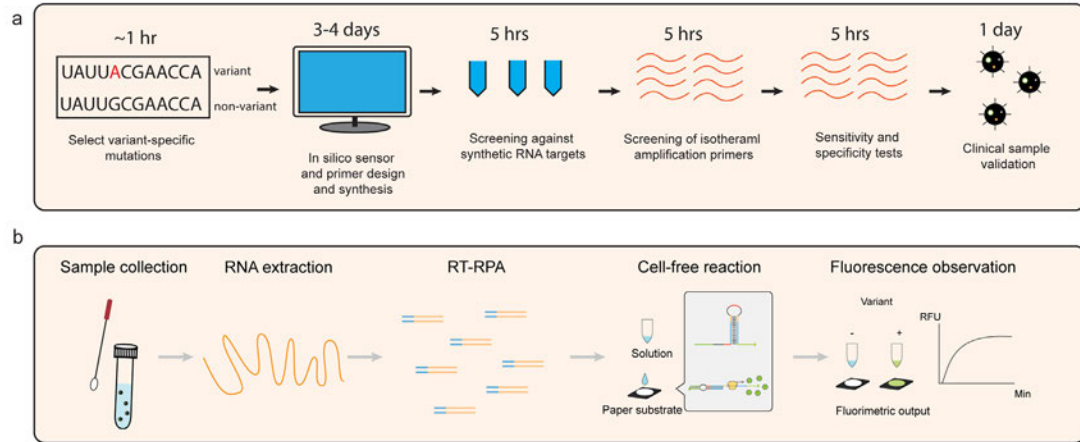 a
~1 hr
UAUUACGAACCA
variant
UAUUGCGAACCA
non-variant
Select variant-specific
mutations
3-4 days
In silico sensor
and primer design
and synthesis
5 hrs
Screening against
synthetic RNA targets
5 hrs
Screening of isotheraml
amplification primers
5 hrs
Sensitivity and
specificity tests
1 day
Clinical sample
validation
b
Sample collection
RNA extraction
RT-RPA
Cell-free reaction
Solution
Paper substrate
Fluorescence observation
Variant
- +
Fluorimetric output
RFU
Min